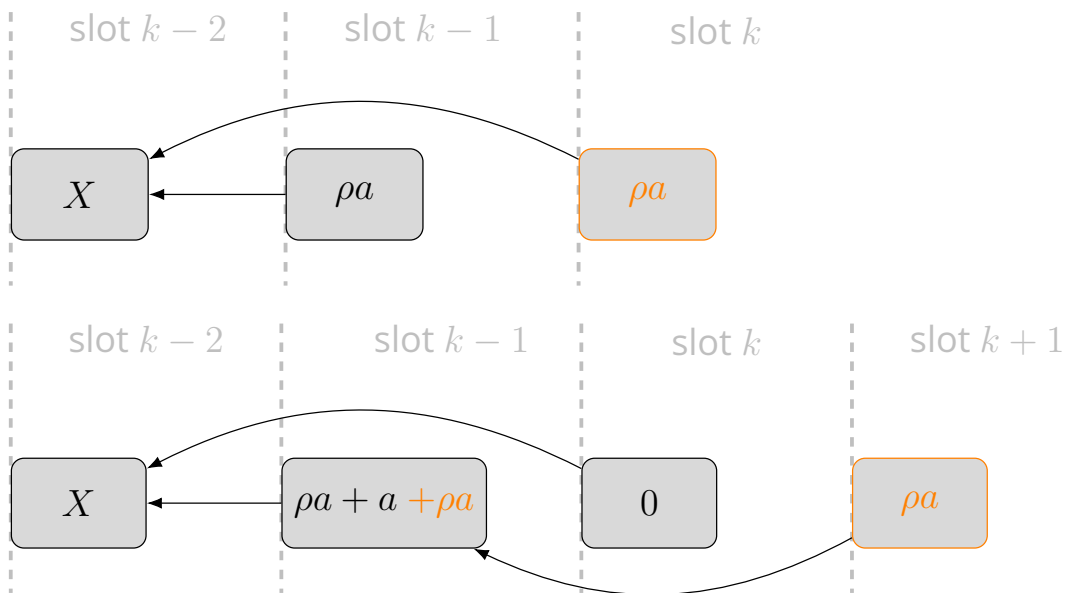 slot k − 2 slot k − 1 slot k
X ρa ρa
slot k − 2 slot k − 1 slot k slot k + 1
X ρa + a +ρa 0 ρa